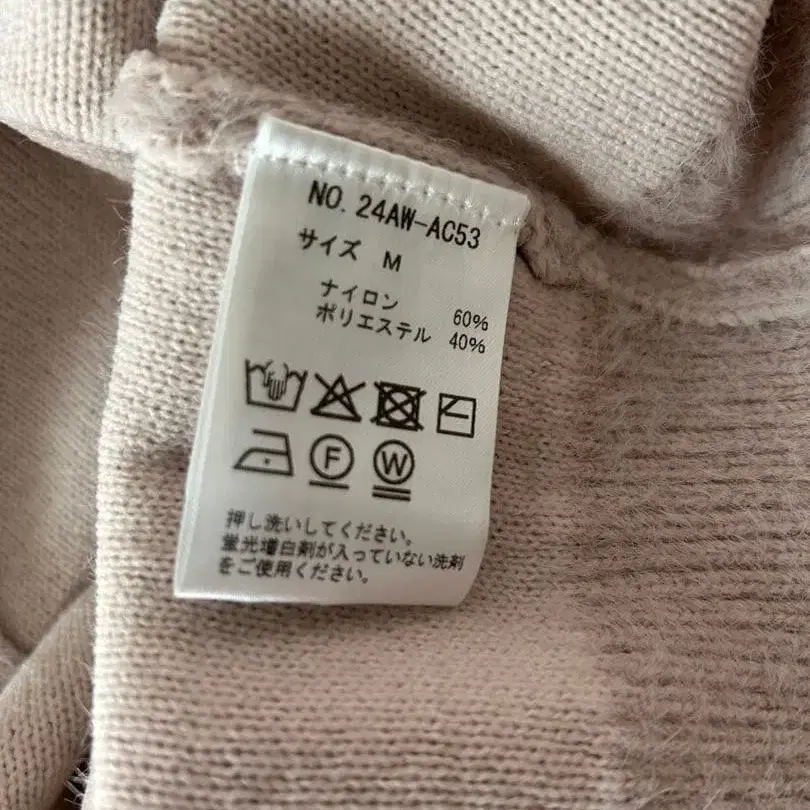 NO. 24AW-AC53
サイズ M
ナイロン 60%
ポリエステル 40%
F W
押し洗いしてください。
蛍光増白剤が入っていない洗剤
をご使用ください。